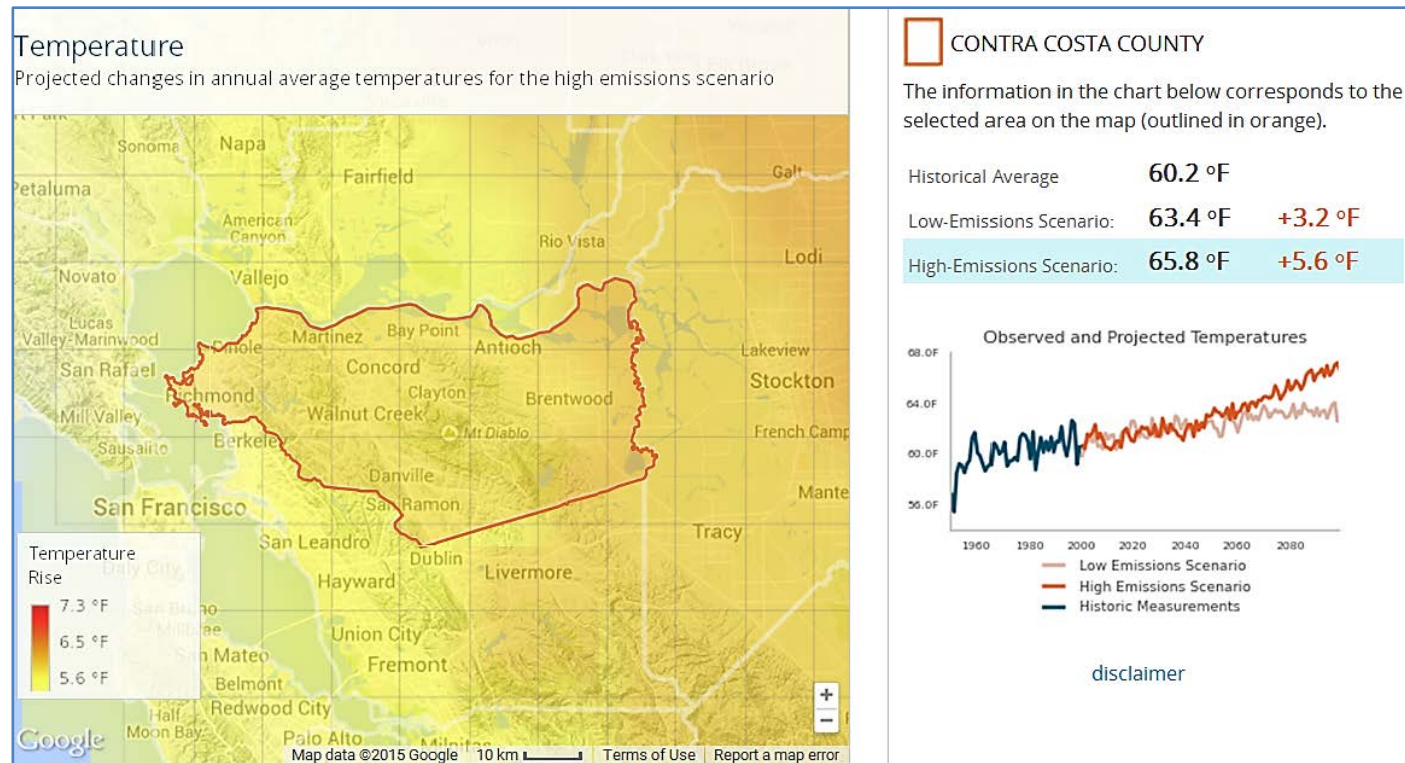 Temperature
Projected changes in annual average temperatures for the high emissions scenario
Sonoma
Napa
Petaluma
Fairfield
Galt
American
Canyon
Rio Vista
Lodi
Novato
Vallejo
Lucas
Valley-Marinwood
Martinez
Bay Point
Pinole
Antioch
Lakeview
San Rafael
Concord
Stockton
Richmond
Clayton
Brentwood
Mill Valley
Walnut Creek
Mt Diablo
French Camp
Sausalito
Berkeley
Danville
San Francisco
San Ramon
Mante
Tracy
San Leandro
Dublin
Livermore
Hayward
Daly City
San Bruno
Millbrae
Union City
San Mateo
Fremont
Belmont
Redwood City
Half
Moon Bay
Palo Alto
Milpitas
Temperature
Rise
7.3 °F
6.5 °F
5.6 °F
+
−
Google
Map data ©2015 Google 10 km Terms of Use Report a map error
CONTRA COSTA COUNTY
The information in the chart below corresponds to the
selected area on the map (outlined in orange).
Historical Average 60.2 °F
Low-Emissions Scenario: 63.4 °F +3.2 °F
High-Emissions Scenario: 65.8 °F +5.6 °F
Observed and Projected Temperatures
68.0F
64.0F
60.0F
56.0F
1960 1980 2000 2020 2040 2060 2080
Low Emissions Scenario
High Emissions Scenario
Historic Measurements
disclaimer